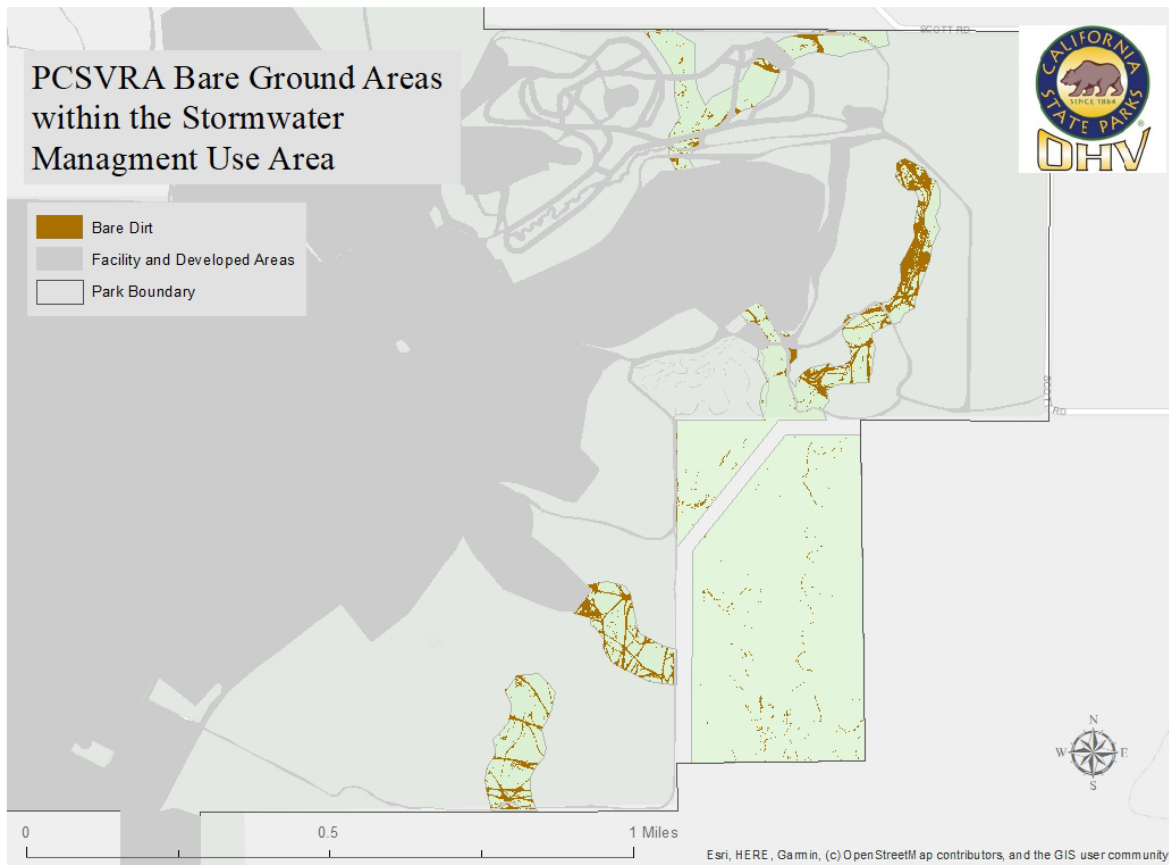 PCSVRA Bare Ground Areas
within the Stormwater
Managment Use Area
Bare Dirt
Facility and Developed Areas
Park Boundary
SCOTT RD
CALIFORNIA
STATE PARKS
SINCE 1864
OHV
SCOTT RD
N
W E
S
0 0.5 1 Miles
Esri, HERE, Garmin, (c) OpenStreetMap contributors, and the GIS user community